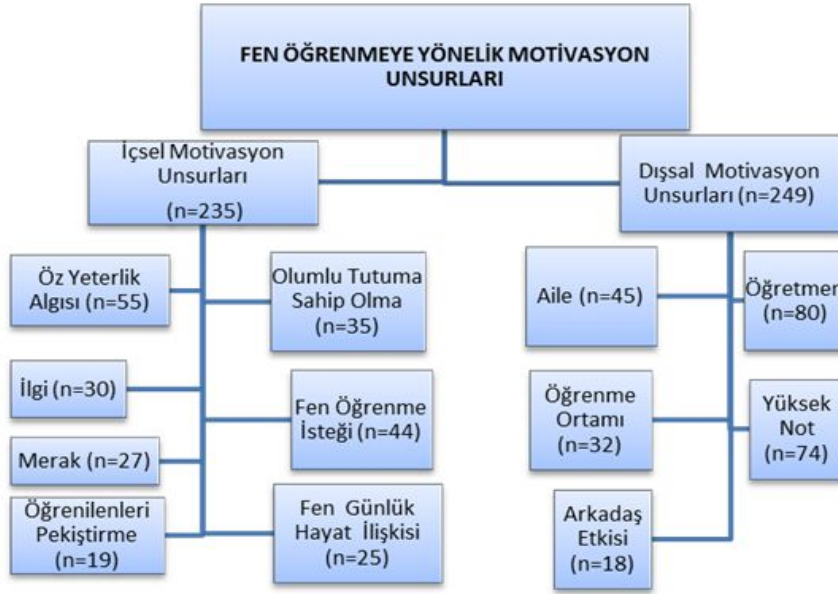 FEN ÖĞRENMEYE YÖNELİK MOTİVASYON
UNSURLARI
İçsel Motivasyon
Unsurları
(n=235)
Dışsal Motivasyon
Unsurları (n=249)
Öz Yeterlik
Algısı (n=55)
Olumlu Tutuma
Sahip Olma
(n=35)
İlgi (n=30)
Fen Öğrenme
İsteği (n=44)
Merak (n=27)
Öğrenilenleri
Pekiştirme
(n=19)
Fen Günlük
Hayat İlişkisi
(n=25)
Aile (n=45)
Öğretmen
(n=80)
Öğrenme
Ortamı
(n=32)
Yüksek
Not
(n=74)
Arkadaş
Etkisi
(n=18)